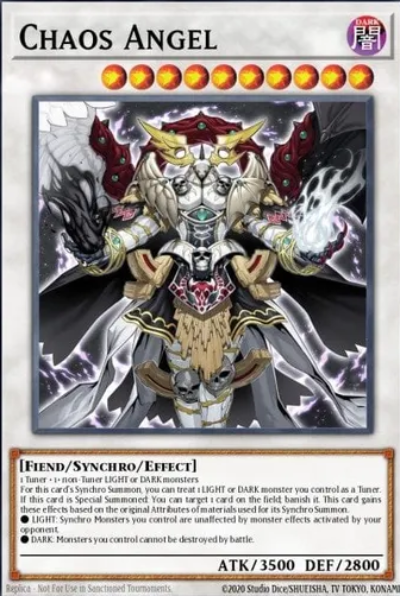 CHAOS ANGEL
DARK
闇
[FIEND/SYNCHRO/EFFECT]
1 Tuner + 1+ non-Tuner LIGHT or DARK monsters
For this card's Synchro Summon, you can treat 1 LIGHT or DARK monster you control as a Tuner.
If this card is Special Summoned: You can target 1 card on the field; banish it. This card gains
these effects based on the original Attributes of materials used for its Synchro Summon.
● LIGHT: Synchro Monsters you control are unaffected by monster effects activated by your
opponent.
● DARK: Monsters you control cannot be destroyed by battle.
ATK/3500 DEF/2800
Replica - Not For Use in Sanctioned Tournaments. ©2020 Studio Dice/SHUEISHA, TV TOKYO, KONAMI